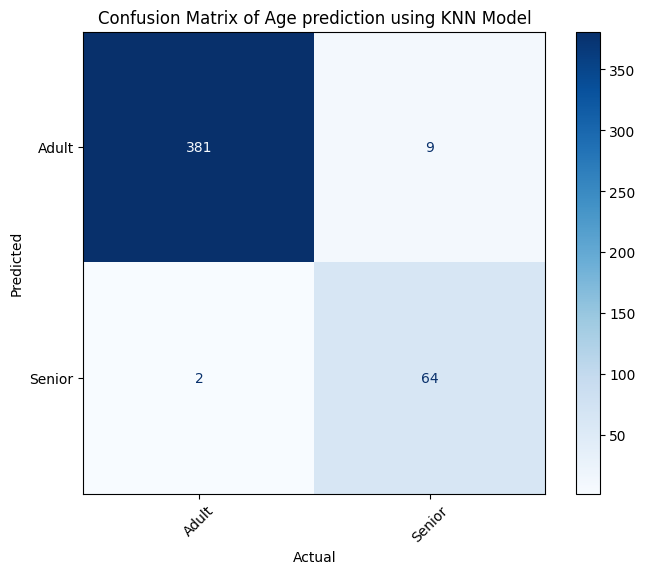 Confusion Matrix of Age prediction using KNN Model
Predicted
Adult
381
9
Senior
2
64
Adult
Senior
Actual
350
300
250
200
150
100
50